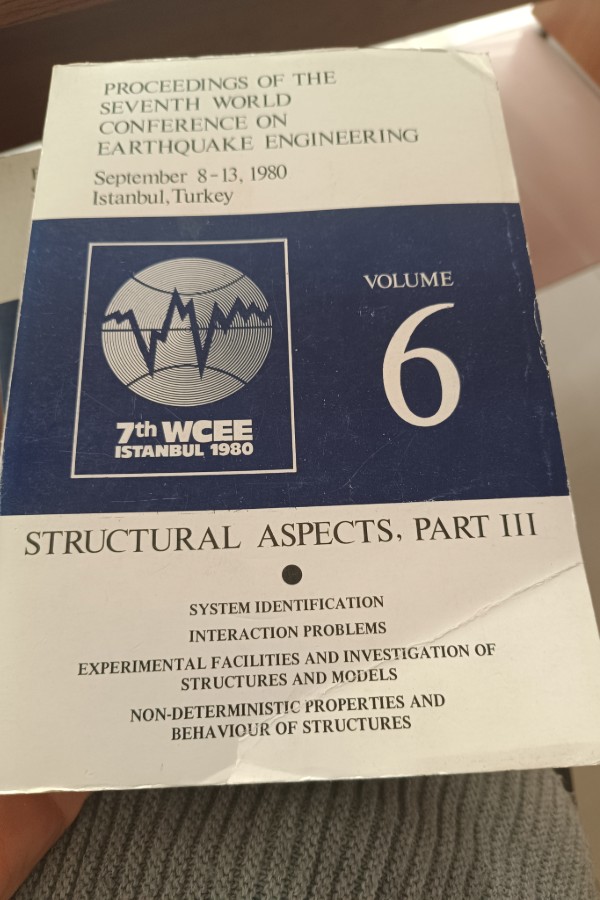 PROCEEDINGS OF THE
SEVENTH WORLD
CONFERENCE ON
EARTHQUAKE ENGINEERING
September 8-13, 1980
Istanbul, Turkey
VOLUME
6
7th WCEE
ISTANBUL 1980
STRUCTURAL ASPECTS, PART III
SYSTEM IDENTIFICATION
INTERACTION PROBLEMS
EXPERIMENTAL FACILITIES AND INVESTIGATION OF
STRUCTURES AND MODELS
NON-DETERMINISTIC PROPERTIES AND
BEHAVIOUR OF STRUCTURES